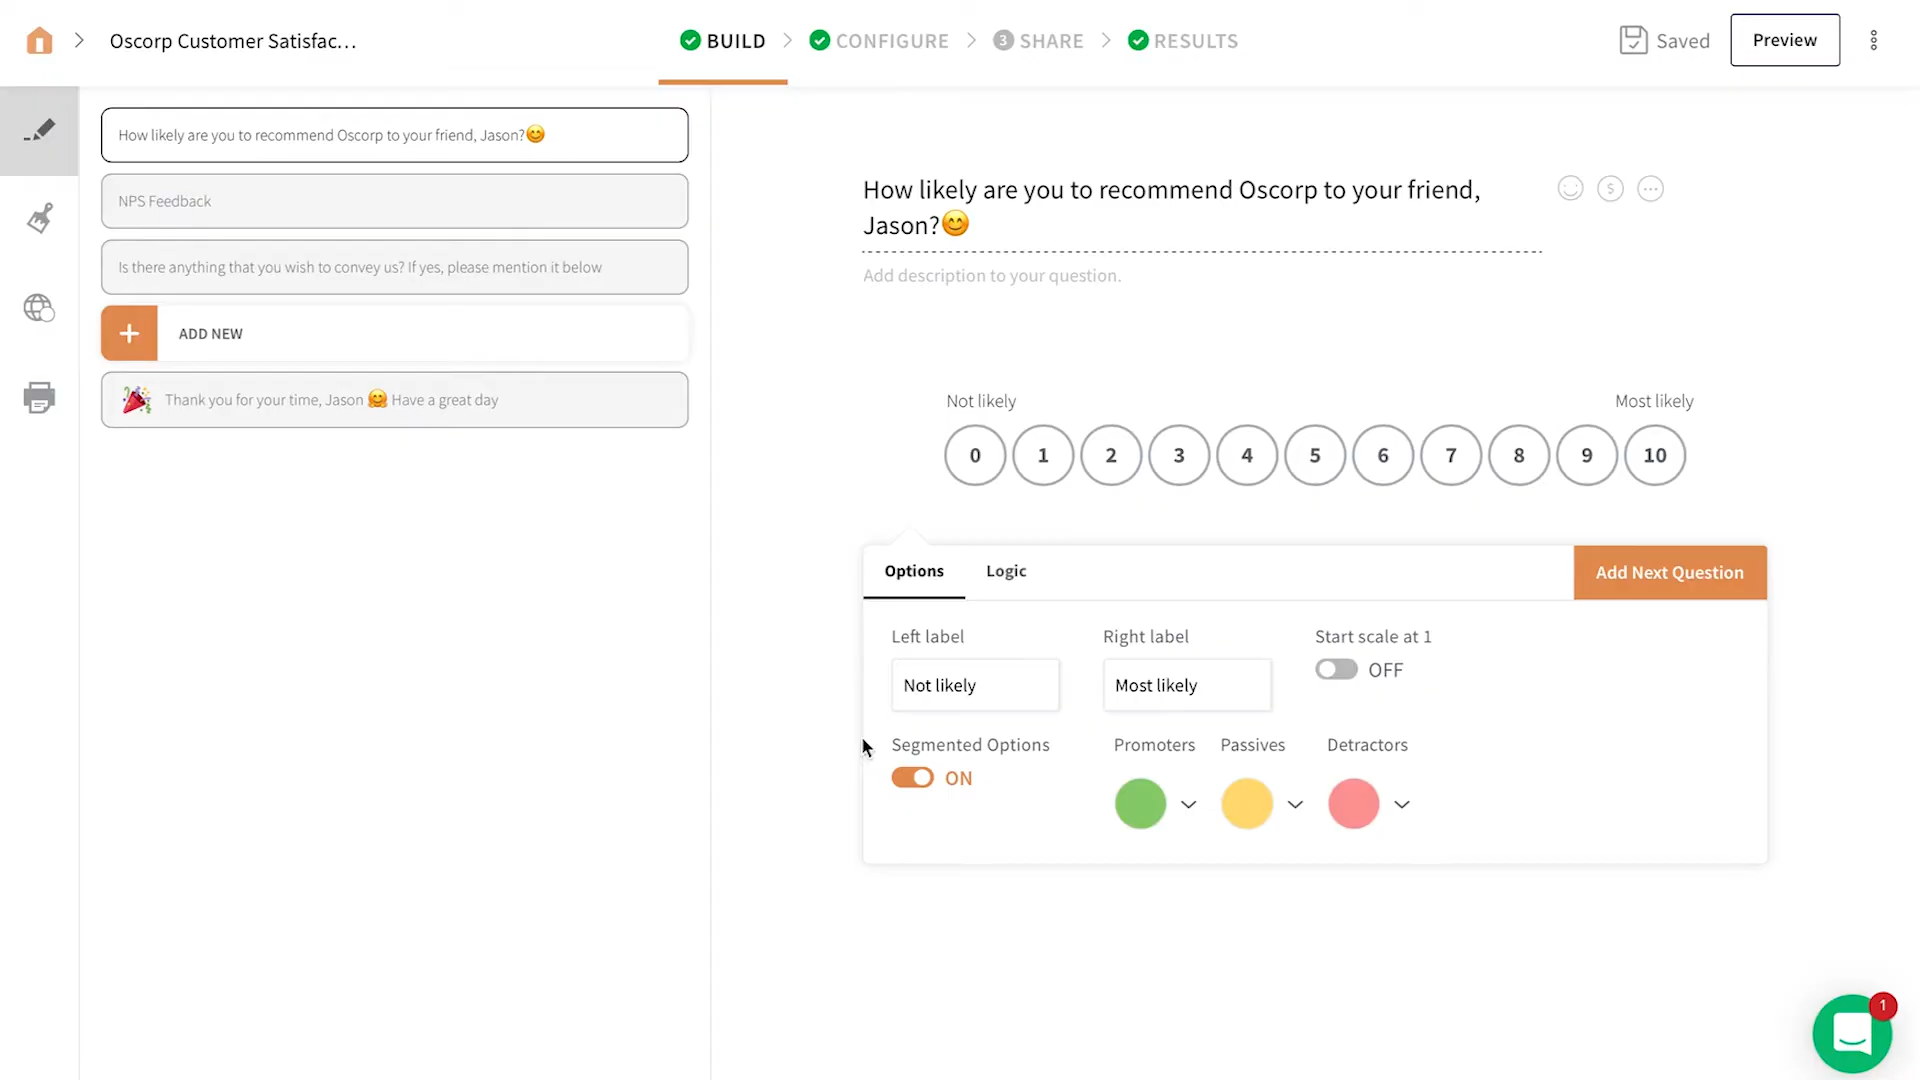 Oscorp Customer Satisfac...
BUILD
CONFIGURE
3 SHARE
RESULTS
Saved
Preview
How likely are you to recommend Oscorp to your friend, Jason?😊
NPS Feedback
Is there anything that you wish to convey us? If yes, please mention it below
+ ADD NEW
Thank you for your time, Jason 🤗 Have a great day
How likely are you to recommend Oscorp to your friend,
Jason?😊
$
Add description to your question.
Not likely
Most likely
0 1 2 3 4 5 6 7 8 9 10
Options
Logic
Add Next Question
Left label
Right label
Start scale at 1
Not likely
Most likely
OFF
Segmented Options
Promoters
Passives
Detractors
ON
1